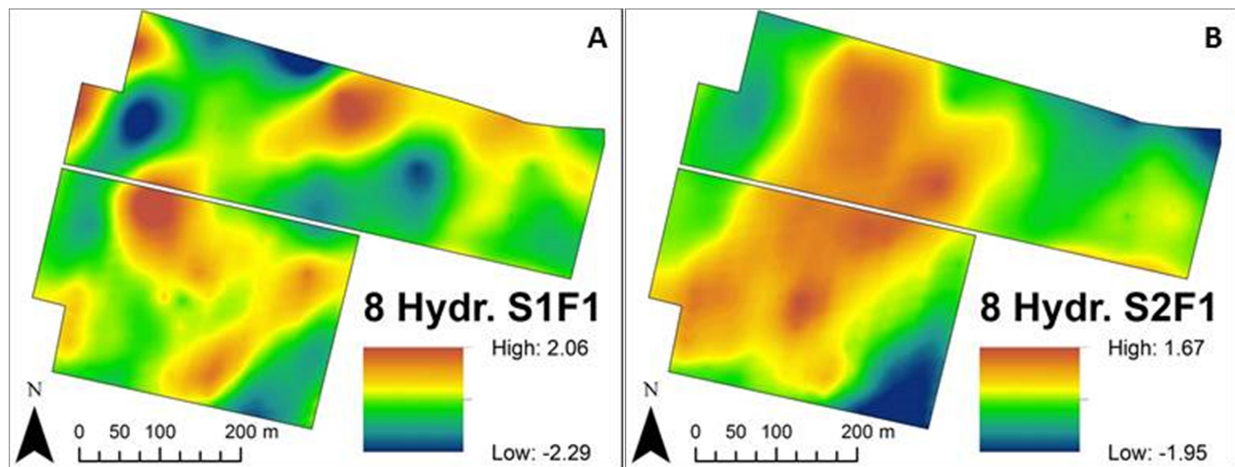 A
8 Hydr. S1F1
High: 2.06
Low: -2.29
N
0 50 100 200 m
B
8 Hydr. S2F1
High: 1.67
Low: -1.95
N
0 50 100 200 m